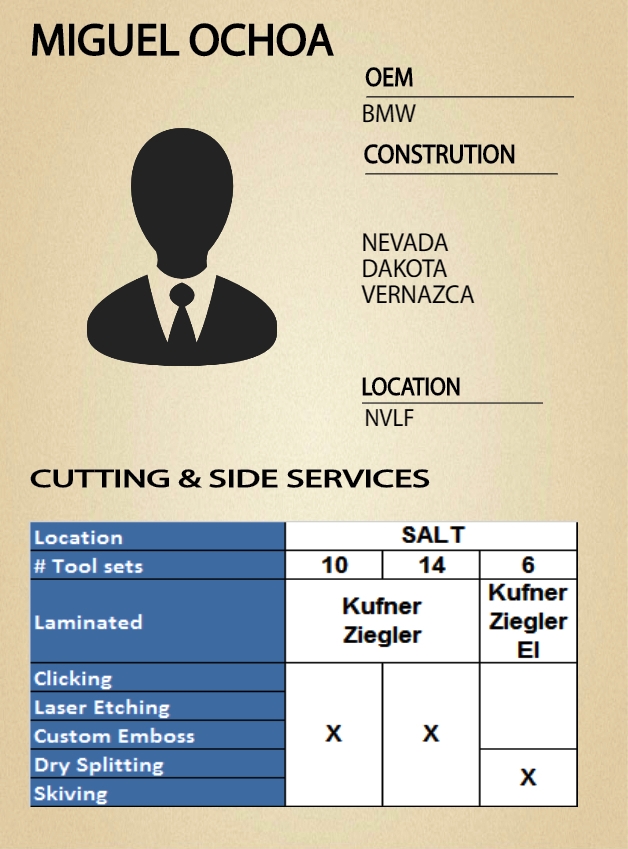 MIGUEL OCHOA
OEM
BMW
CONSTRUTION
NEVADA
DAKOTA
VERNAZCA
LOCATION
NVLF
CUTTING & SIDE SERVICES
Location SALT
# Tool sets 10 14 6
Laminated Kufner Ziegler Kufner Ziegler EI
Clicking
Laser Etching
Custom Emboss X X
Dry Splitting X
Skiving